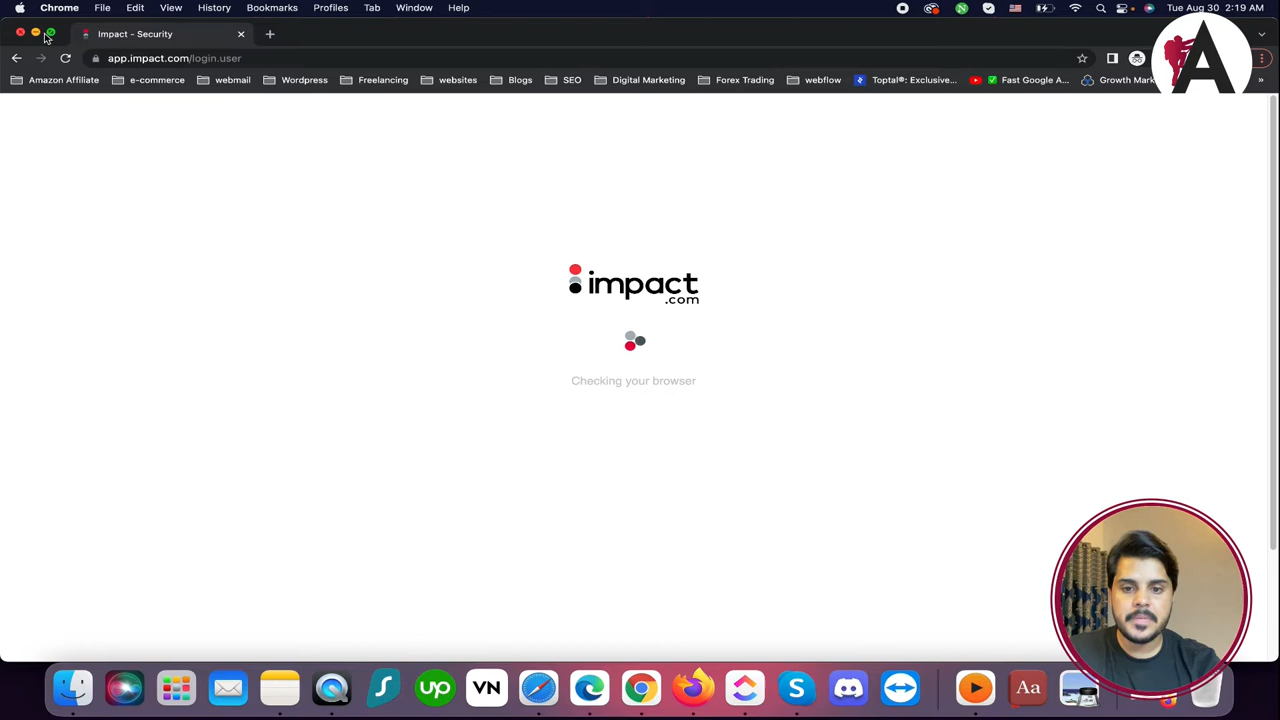 Chrome File Edit View History Bookmarks Profiles Tab Window Help Tue Aug 30 2:19 AM
Impact - Security
app.impact.com/login.user
Amazon Affiliate e-commerce webmail Wordpress Freelancing websites Blogs SEO Digital Marketing Forex Trading webflow Toptal®: Exclusive... Fast Google A... Growth Mark »
A
impact
.com
Checking your browser
up VN S Aa